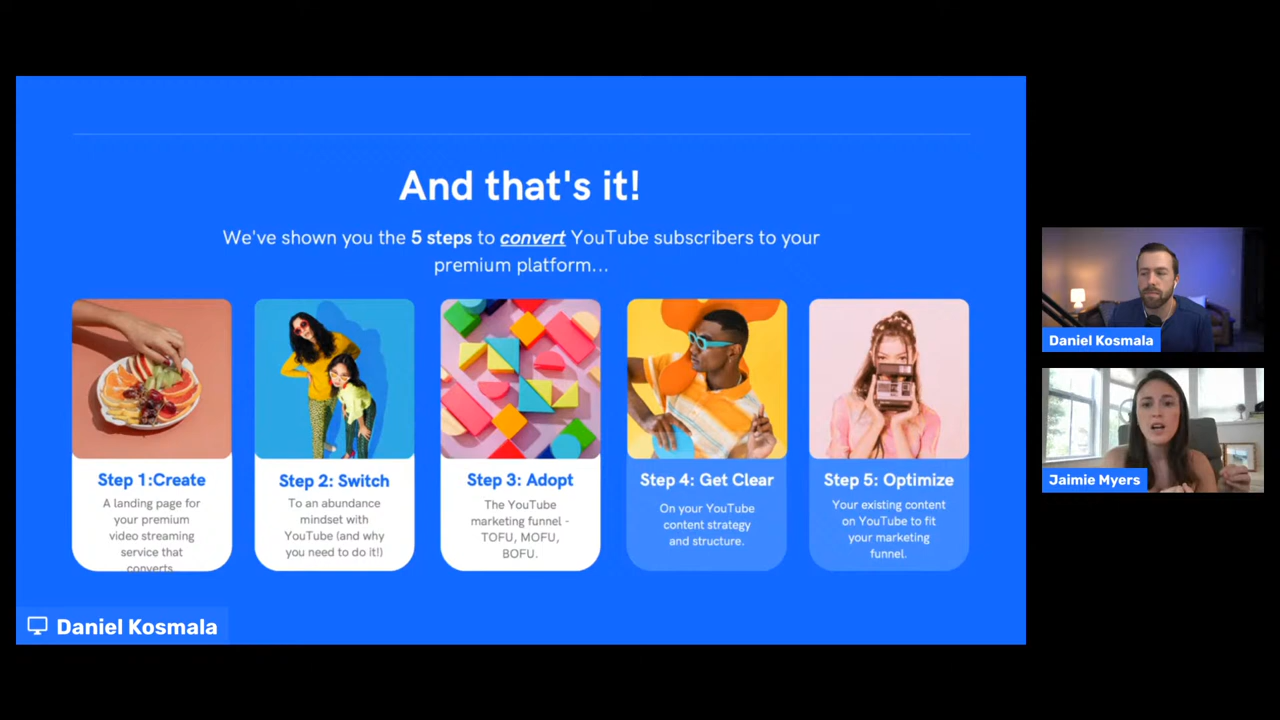 And that's it!
We've shown you the 5 steps to convert YouTube subscribers to your
premium platform...
Step 1:Create
A landing page for
your premium
video streaming
service that
converts
Step 2: Switch
To an abundance
mindset with
YouTube (and why
you need to do it!)
Step 3: Adopt
The YouTube
marketing funnel -
TOFU, MOFU,
BOFU.
Step 4: Get Clear
On your YouTube
content strategy
and structure.
Step 5: Optimize
Your existing content
on YouTube to fit
your marketing
funnel.
Daniel Kosmala
Daniel Kosmala
Jaimie Myers